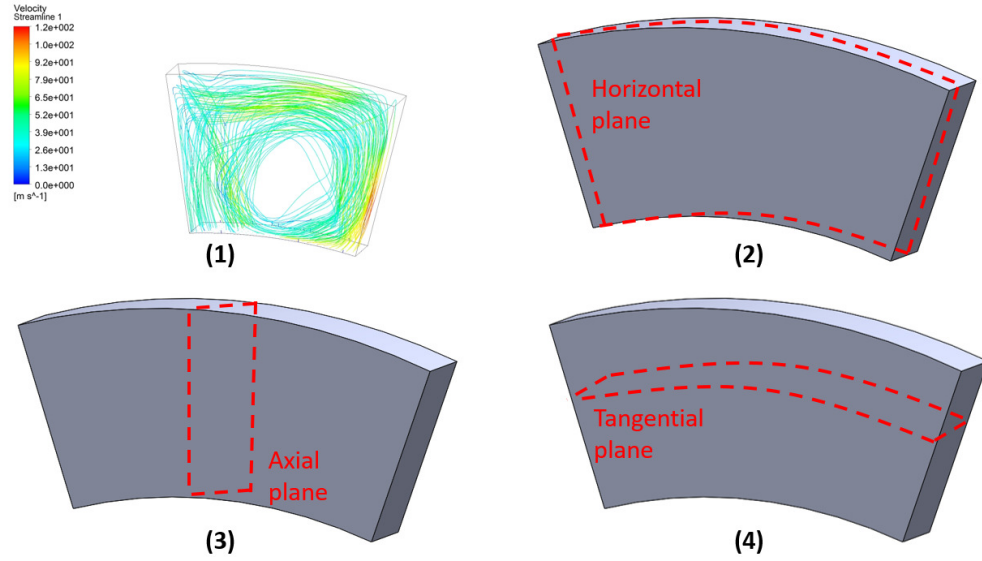 Velocity
Streamline 1
1.2e+002
1.0e+002
9.2e+001
7.9e+001
6.5e+001
5.2e+001
3.9e+001
2.6e+001
1.3e+001
0.0e+000
[m s^-1]
(1)
Horizontal
plane
(2)
Axial
plane
(3)
Tangential
plane
(4)